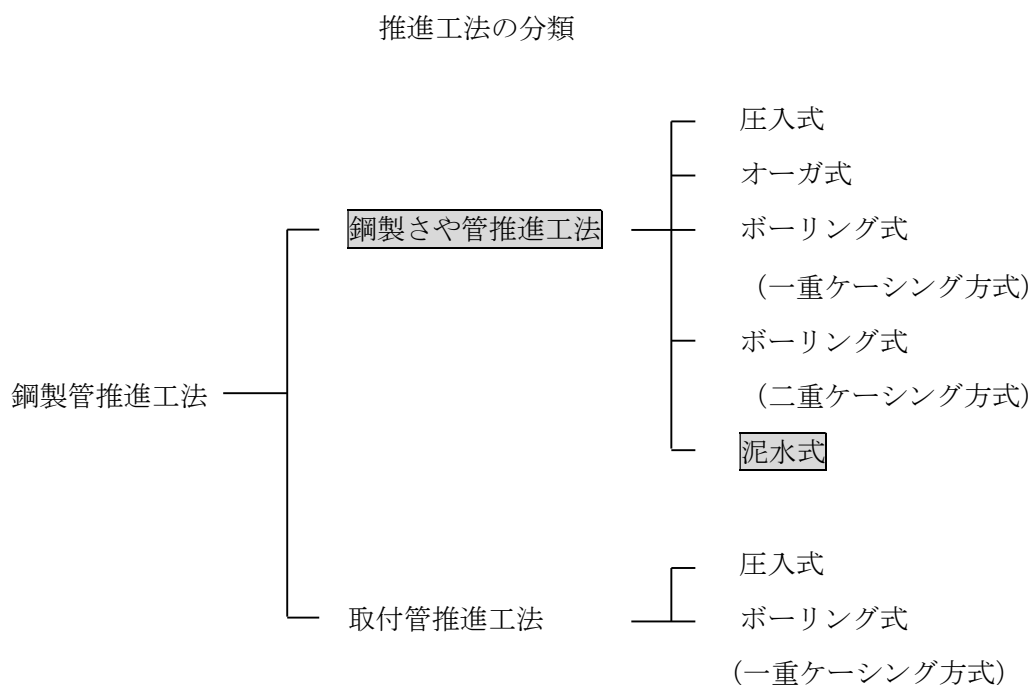 推進工法の分類
圧入式
オーガ式
鋼製さや管推進工法
ボーリング式
（一重ケーシング方式）
ボーリング式
鋼製管推進工法
（二重ケーシング方式）
泥水式
圧入式
取付管推進工法
ボーリング式
（一重ケーシング方式）